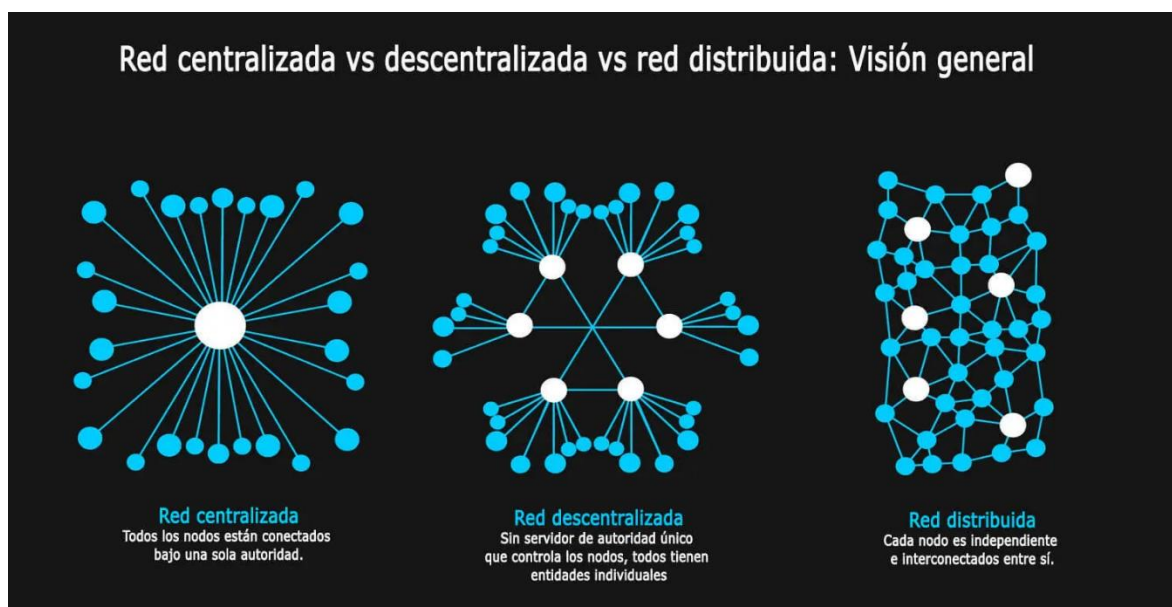 Red centralizada vs descentralizada vs red distribuida: Visión general
Red centralizada
Todos los nodos están conectados
bajo una sola autoridad.
Red descentralizada
Sin servidor de autoridad único
que controla los nodos, todos tienen
entidades individuales
Red distribuida
Cada nodo es independiente
e interconectados entre sí.